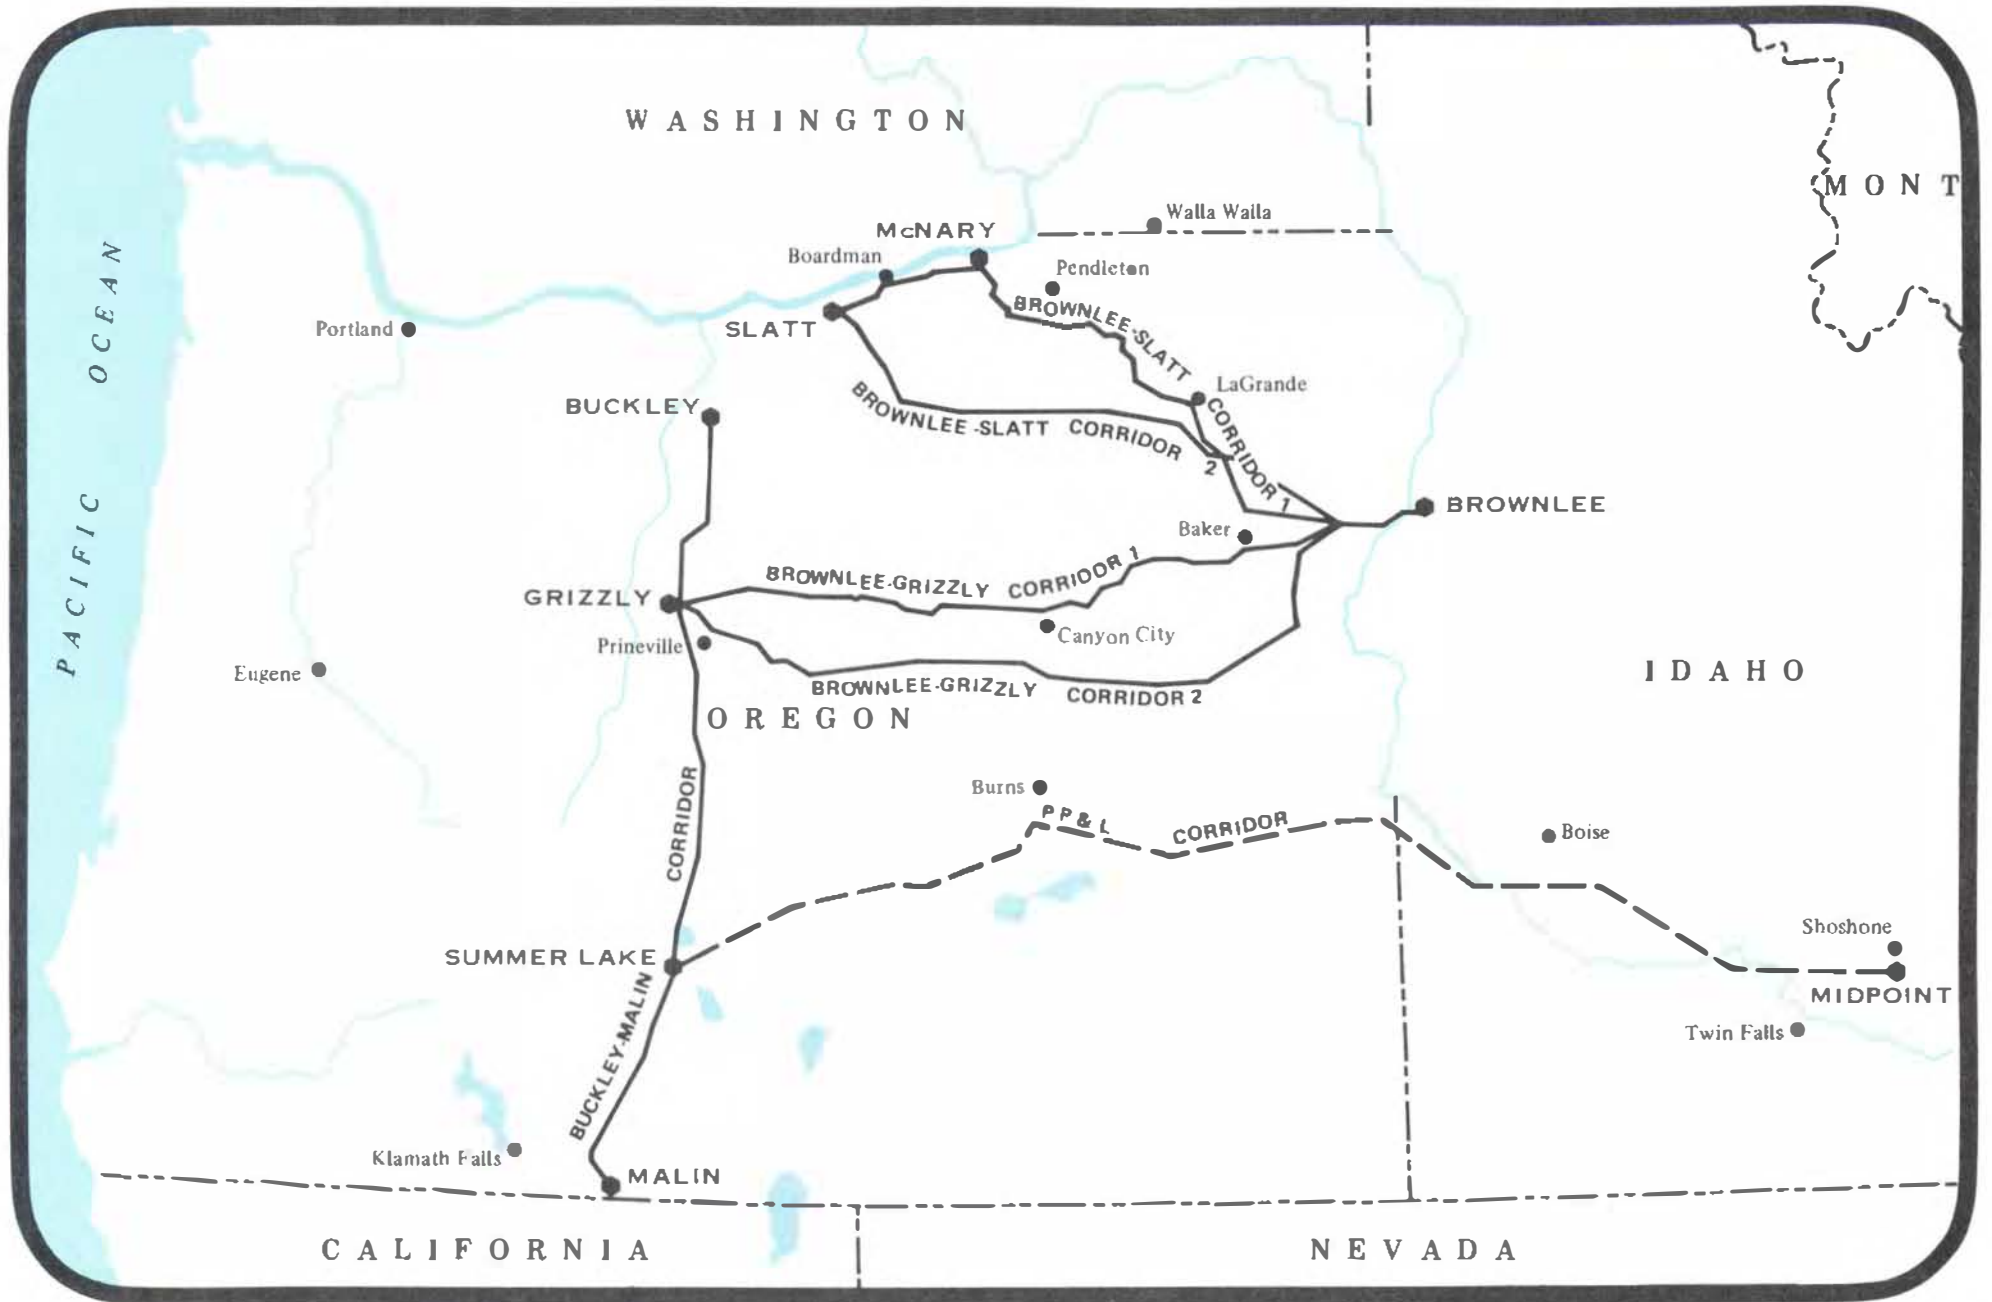 WASHINGTON
MONT
Walla Waila
McNARY
Boardman
Pendleton
PACIFIC OCEAN
BROWNLEE-SLATT CORRIDOR 1
Portland
SLATT
LaGrande
BUCKLEY
BROWNLEE-SLATT CORRIDOR 2
BROWNLEE
Baker
BROWNLEE-GRIZZLY CORRIDOR 1
GRIZZLY
Canyon City
Prineville
Eugene
IDAHO
BROWNLEE-GRIZZLY CORRIDOR 2
OREGON
Burns
PP&L CORRIDOR
Boise
BUCKLEY-MALIN CORRIDOR
Shoshone
SUMMER LAKE
MIDPOINT
Twin Falls
Klamath Falls
MALIN
CALIFORNIA
NEVADA